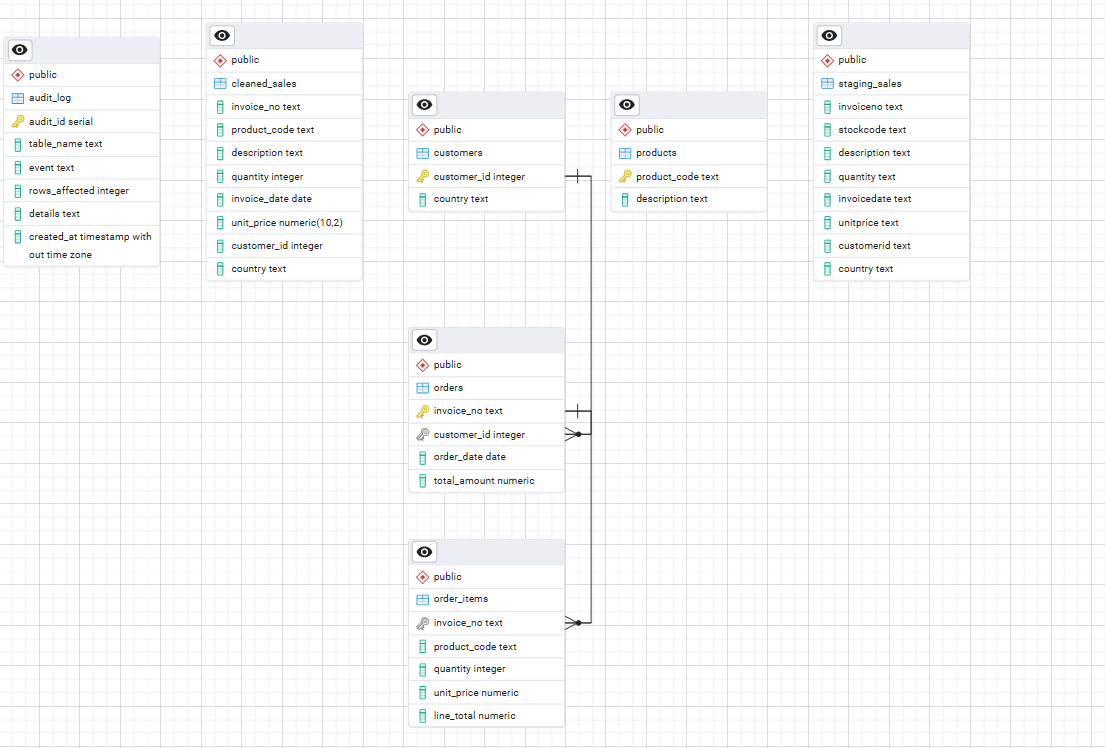 public
audit_log
audit_id serial
table_name text
event text
rows_affected integer
details text
created_at timestamp with
out time zone
public
cleaned_sales
invoice_no text
product_code text
description text
quantity integer
invoice_date date
unit_price numeric(10,2)
customer_id integer
country text
public
customers
customer_id integer
country text
public
products
product_code text
description text
public
staging_sales
invoiceno text
stockcode text
description text
quantity text
invoicedate text
unitprice text
customerid text
country text
public
orders
invoice_no text
customer_id integer
order_date date
total_amount numeric
public
order_items
invoice_no text
product_code text
quantity integer
unit_price numeric
line_total numeric